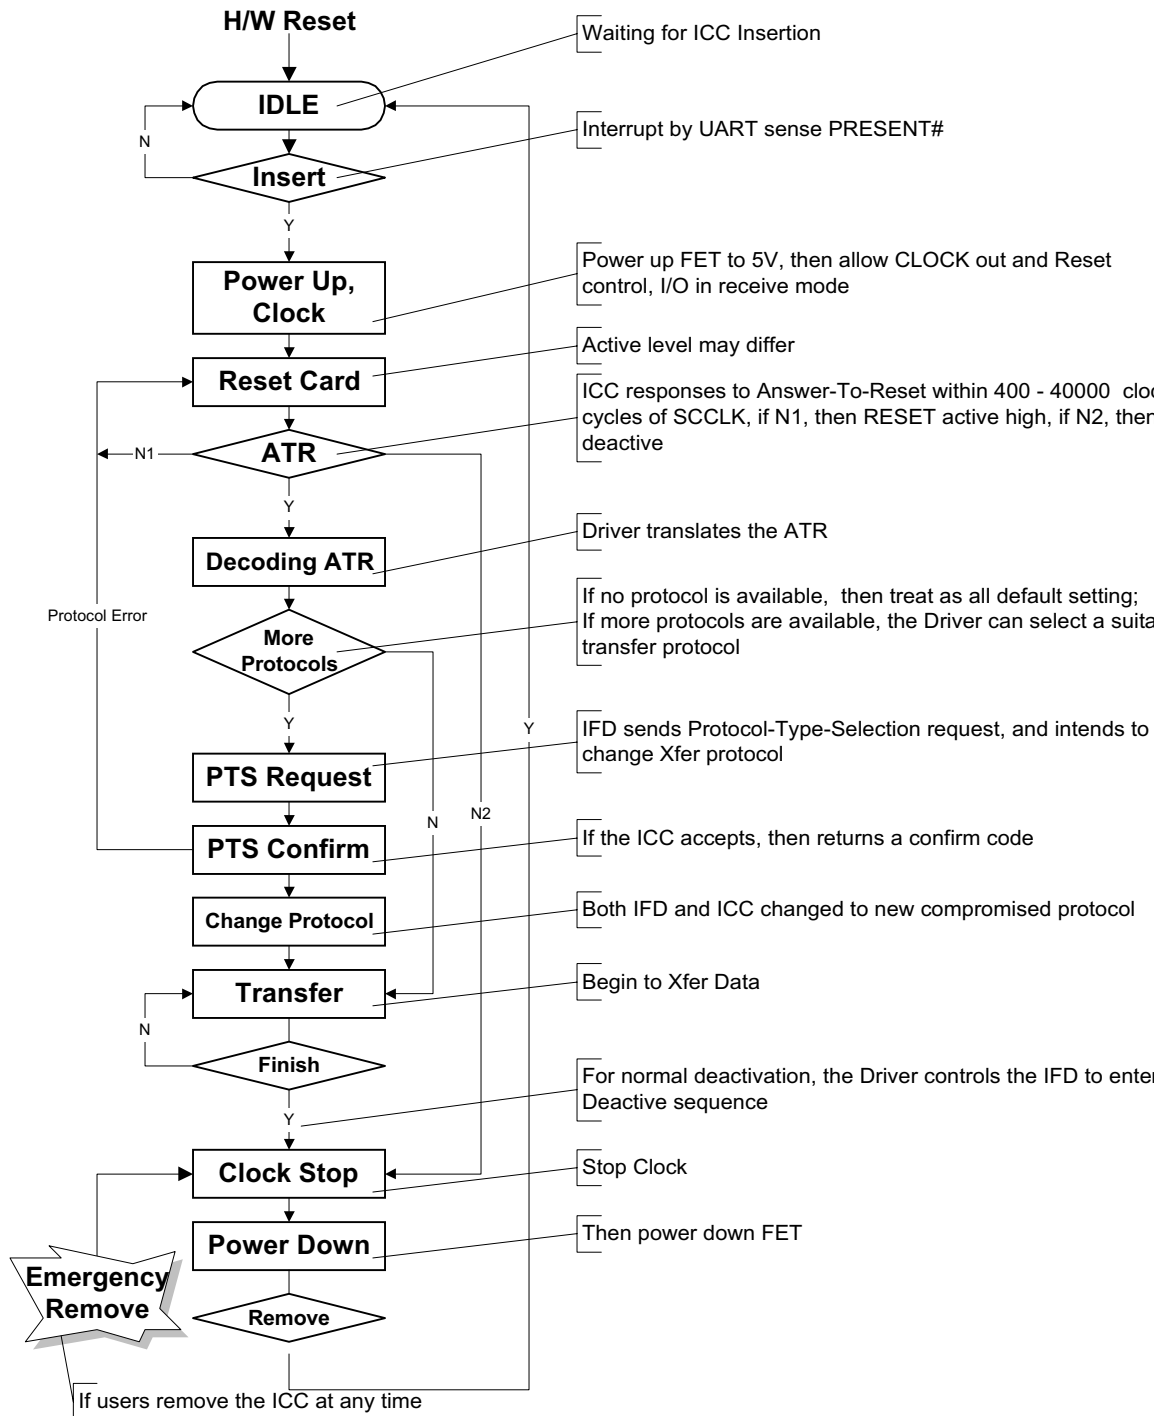 H/W Reset
Waiting for ICC Insertion
IDLE
N
Interrupt by UART sense PRESENT#
Insert
Y
Power Up,
Clock
Power up FET to 5V, then allow CLOCK out and Reset
control, I/O in receive mode
Reset Card
Active level may differ
ICC responses to Answer-To-Reset within 400 - 40000
cycles of SCCLK, if N1, then RESET active high, if N2, then
deactive
N1
ATR
Y
Decoding ATR
Driver translates the ATR
Protocol Error
More
Protocols
If no protocol is available, then treat as all default setting;
If more protocols are available, the Driver can select a
transfer protocol
Y
Y
IFD sends Protocol-Type-Selection request, and intends to
change Xfer protocol
PTS Request
N
N2
PTS Confirm
If the ICC accepts, then returns a confirm code
Change Protocol
Both IFD and ICC changed to new compromised protocol
Transfer
Begin to Xfer Data
N
Finish
For normal deactivation, the Driver controls the IFD to enter
Deactive sequence
Y
Clock Stop
Stop Clock
Power Down
Then power down FET
Emergency
Remove
Remove
If users remove the ICC at any time